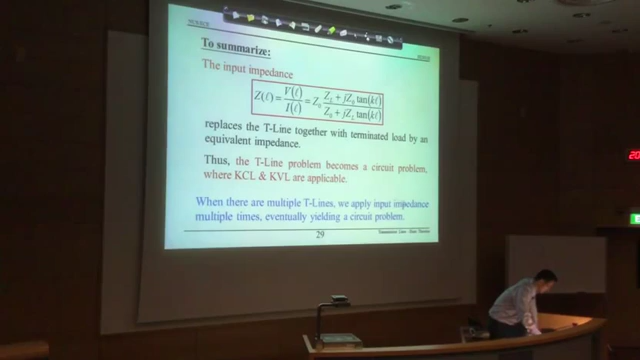 To summarize:
The input impedance
Z(ℓ) = V(ℓ)/I(ℓ) = Z₀ (Z_L + jZ₀ tan(kℓ))/(Z₀ + jZ_L tan(kℓ))
replaces the T-Line together with terminated load by an
equivalent impedance.
Thus, the T-Line problem becomes a circuit problem,
where KCL & KVL are applicable.
When there are multiple T-Lines, we apply input impedance
multiple times, eventually yielding a circuit problem.
29